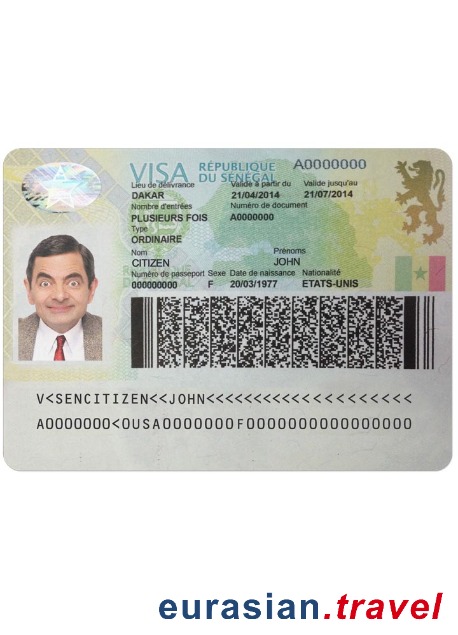 VISA RÉPUBLIQUE DU SÉNÉGAL A0000000
Lieu de délivrance Valide à partir du Valide jusqu'au
DAKAR 21/04/2014 21/07/2014
Nombre d'entrées Numéro de document
PLUSIEURS FOIS A0000000
Type
ORDINAIRE
Nom Prénoms
CITIZEN JOHN
Numéro de passeport Sexe Date de naissance Nationalité
000000000 F 20/03/1977 ETATS-UNIS
V<SENCITIZEN<<JOHN<<<<<<<<<<<<<<<<<<<<<<
A0000000<OUSA0000000F0000000000000000
eurasian.travel